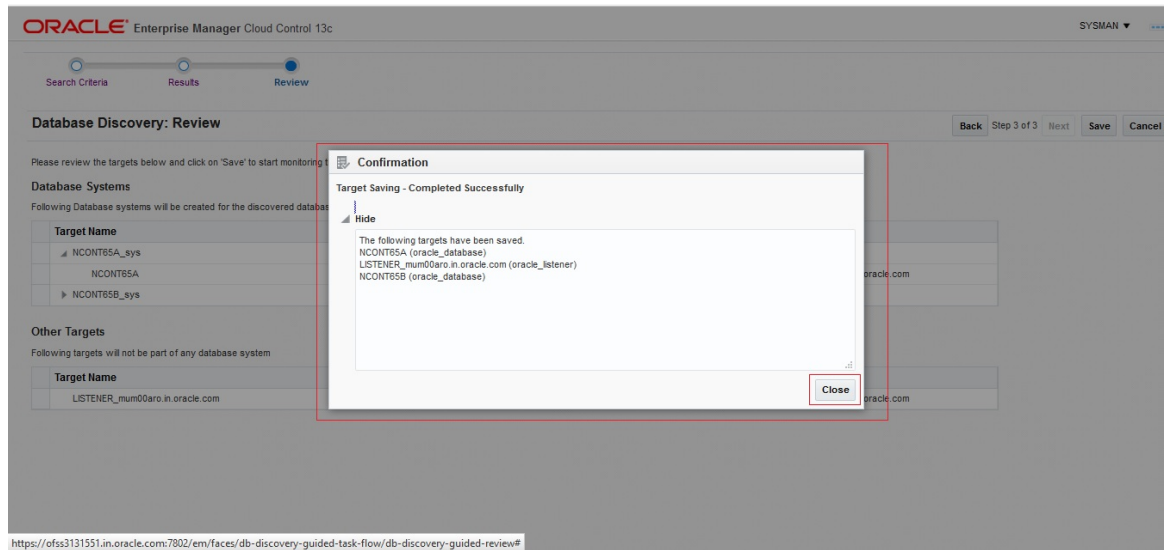 ORACLE Enterprise Manager Cloud Control 13c
SYSMAN
Search Criteria Results Review
Database Discovery: Review
Back Step 3 of 3 Next Save Cancel
Please review the targets below and click on 'Save' to start monitoring
Database Systems
Following Database systems will be created for the discovered
Target Name
NCONT65A_sys
NCONT65A
oracle.com
NCONT65B_sys
Other Targets
Following targets will not be part of any database system
Target Name
LISTENER_mum00aro.in.oracle.com
oracle.com
Confirmation
Target Saving - Completed Successfully
Hide
The following targets have been saved.
NCONT65A (oracle_database)
LISTENER_mum00aro.in.oracle.com (oracle_listener)
NCONT65B (oracle_database)
Close
https://ofss3131551.in.oracle.com:7802/em/faces/db-discovery-guided-task-flow/db-discovery-guided-review#